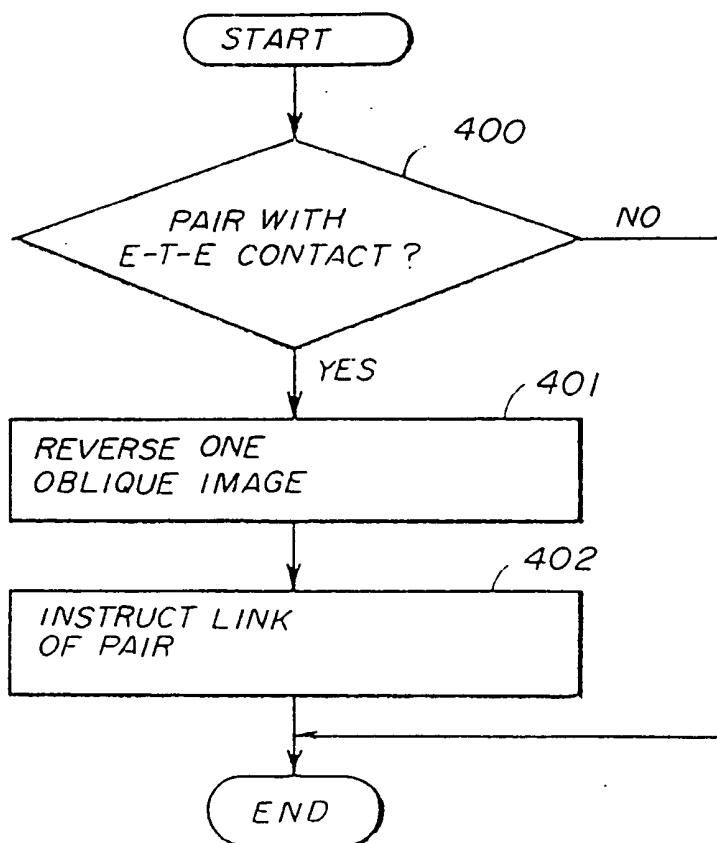 START
400
PAIR WITH
E-T-E CONTACT ?
NO
YES
401
REVERSE ONE
OBLIQUE IMAGE
402
INSTRUCT LINK
OF PAIR
END